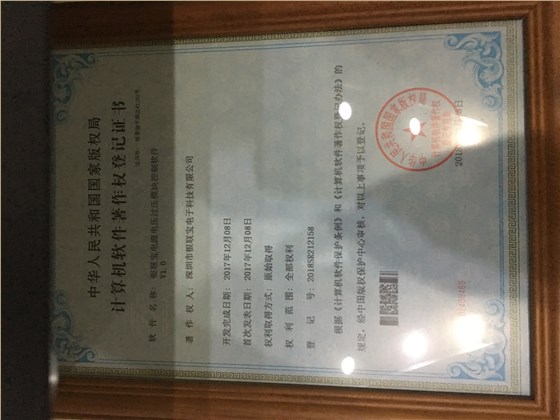 中华人民共和国国家版权局
计算机软件著作权登记证书
软件名称：
V1.0
著作权人： 深圳市银联宝电子科技有限公司
开发完成日期： 2017年12月08日
首次发表日期： 2017年12月08日
权利取得方式： 原始取得
权利范围： 全部权利
登记号： 2018SR212158
根据《计算机软件保护条例》和《计算机软件著作权登记办法》的
规定，经中国版权保护中心审核，对以上事项予以登记。